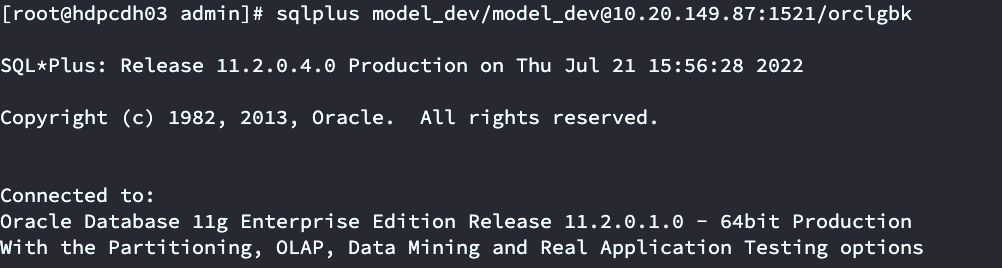 [root@hdpcdh03 admin]# sqlplus model_dev/model_dev@10.20.149.87:1521/orclgbk
SQL*Plus: Release 11.2.0.4.0 Production on Thu Jul 21 15:56:28 2022
Copyright (c) 1982, 2013, Oracle.  All rights reserved.
Connected to:
Oracle Database 11g Enterprise Edition Release 11.2.0.1.0 - 64bit Production
With the Partitioning, OLAP, Data Mining and Real Application Testing options